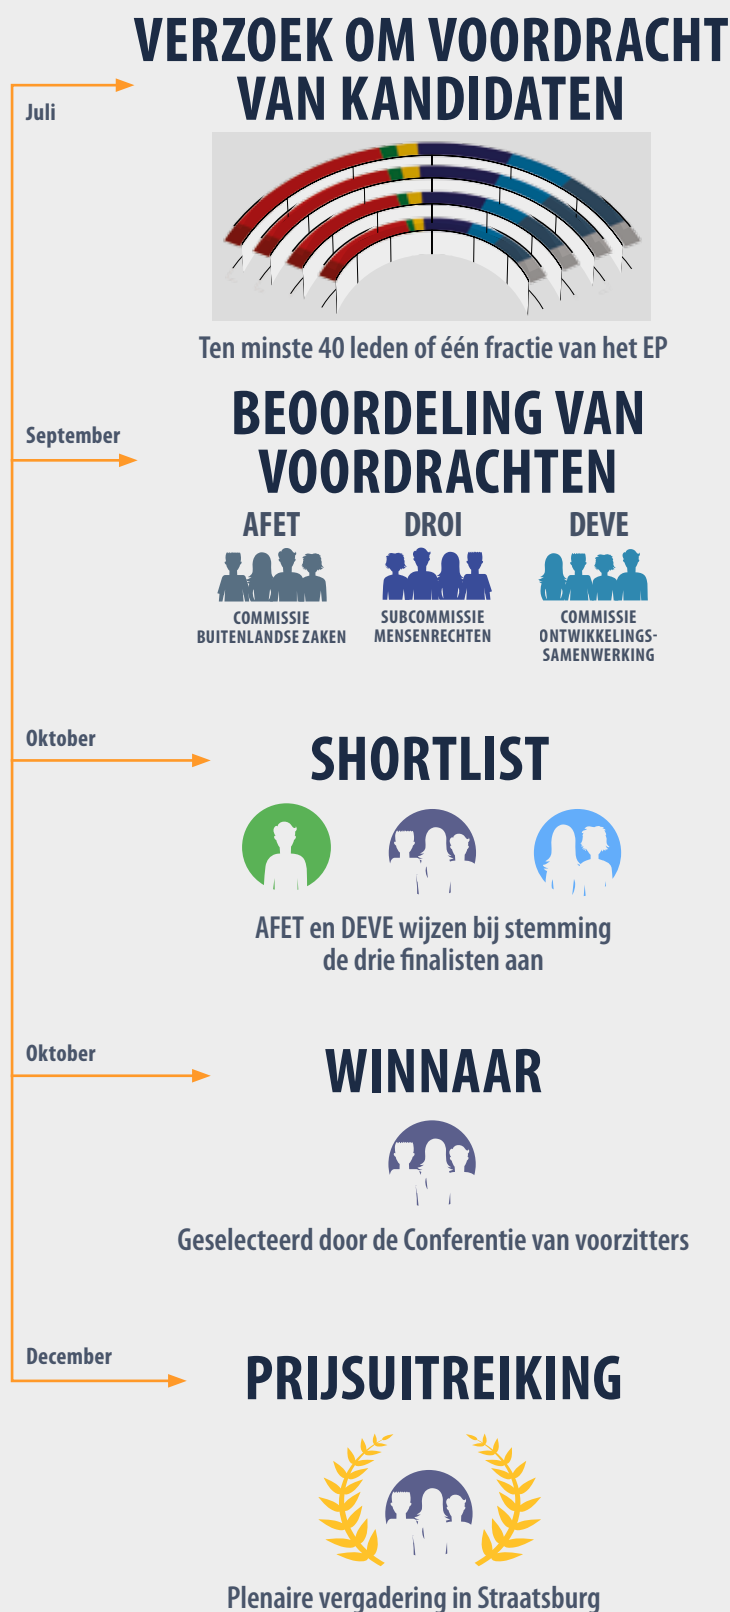 VERZOEK OM VOORDRACHT
VAN KANDIDATEN
Juli
Ten minste 40 leden of één fractie van het EP
September
BEOORDELING VAN
VOORDRACHTEN
AFET
COMMISSIE
BUITENLANDSE ZAKEN
DROI
SUBCOMMISSIE
MENSENRECHTEN
DEVE
COMMISSIE
ONTWIKKELINGS-
SAMENWERKING
Oktober
SHORTLIST
AFET en DEVE wijzen bij stemming
de drie finalisten aan
Oktober
WINNAAR
Geselecteerd door de Conferentie van voorzitters
December
PRIJSUITREIKING
Plenaire vergadering in Straatsburg